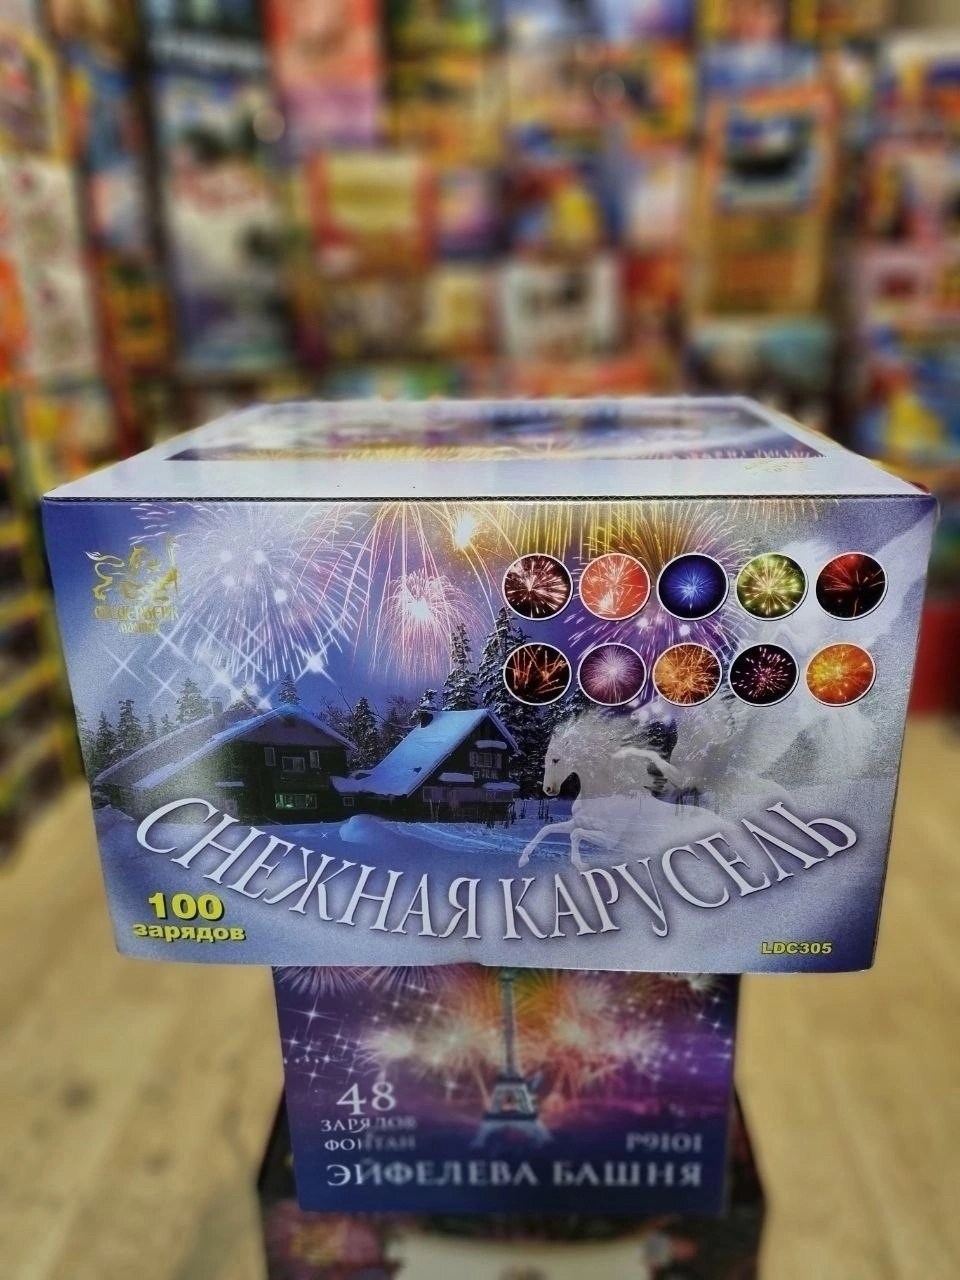 СНЕЖНАЯ КАРУСЕЛЬ
100
зарядов
LDC305
48
ЗАРЯДОВ
ФОНТАН
P9101
ЭЙФЕЛЕВА БАШНЯ